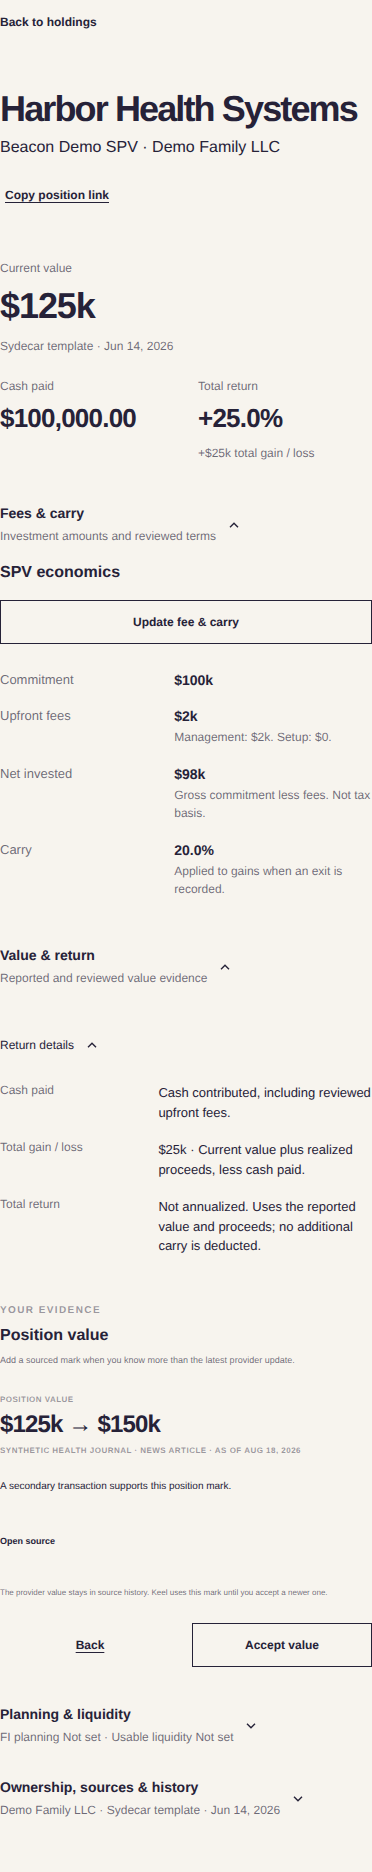 Back to holdings
Harbor Health Systems
Beacon Demo SPV · Demo Family LLC
Copy position link
Current value
$125k
Sydecar template · Jun 14, 2026
Cash paid
$100,000.00
Total return
+25.0%
+$25k total gain / loss
Fees & carry
Investment amounts and reviewed terms
SPV economics
Update fee & carry
Commitment
$100k
Upfront fees
$2k
Management: $2k. Setup: $0.
Net invested
$98k
Gross commitment less fees. Not tax
basis.
Carry
20.0%
Applied to gains when an exit is
recorded.
Value & return
Reported and reviewed value evidence
Return details
Cash paid
Cash contributed, including reviewed
upfront fees.
Total gain / loss
$25k · Current value plus realized
proceeds, less cash paid.
Total return
Not annualized. Uses the reported
value and proceeds; no additional
carry is deducted.
YOUR EVIDENCE
Position value
Add a sourced mark when you know more than the latest provider update.
POSITION VALUE
$125k → $150k
SYNTHETIC HEALTH JOURNAL · NEWS ARTICLE · AS OF AUG 18, 2026
A secondary transaction supports this position mark.
Open source
The provider value stays in source history. Keel uses this mark until you accept a newer one.
Back
Accept value
Planning & liquidity
FI planning Not set · Usable liquidity Not set
Ownership, sources & history
Demo Family LLC · Sydecar template · Jun 14, 2026